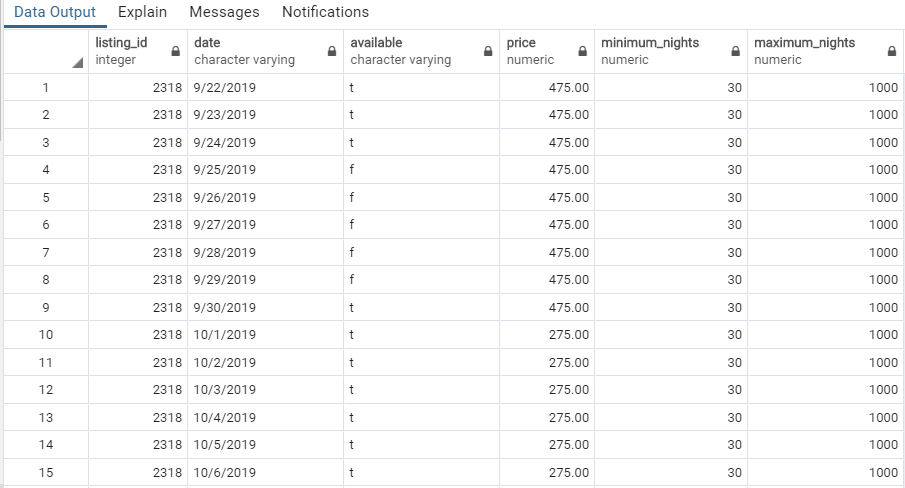 Data Output Explain Messages Notifications
listing_id date available price minimum_nights maximum_nights
integer character varying character varying numeric numeric numeric
1 2318 9/22/2019 t 475.00 30 1000
2 2318 9/23/2019 t 475.00 30 1000
3 2318 9/24/2019 t 475.00 30 1000
4 2318 9/25/2019 f 475.00 30 1000
5 2318 9/26/2019 f 475.00 30 1000
6 2318 9/27/2019 f 475.00 30 1000
7 2318 9/28/2019 f 475.00 30 1000
8 2318 9/29/2019 f 475.00 30 1000
9 2318 9/30/2019 t 475.00 30 1000
10 2318 10/1/2019 t 275.00 30 1000
11 2318 10/2/2019 t 275.00 30 1000
12 2318 10/3/2019 t 275.00 30 1000
13 2318 10/4/2019 t 275.00 30 1000
14 2318 10/5/2019 t 275.00 30 1000
15 2318 10/6/2019 t 275.00 30 1000